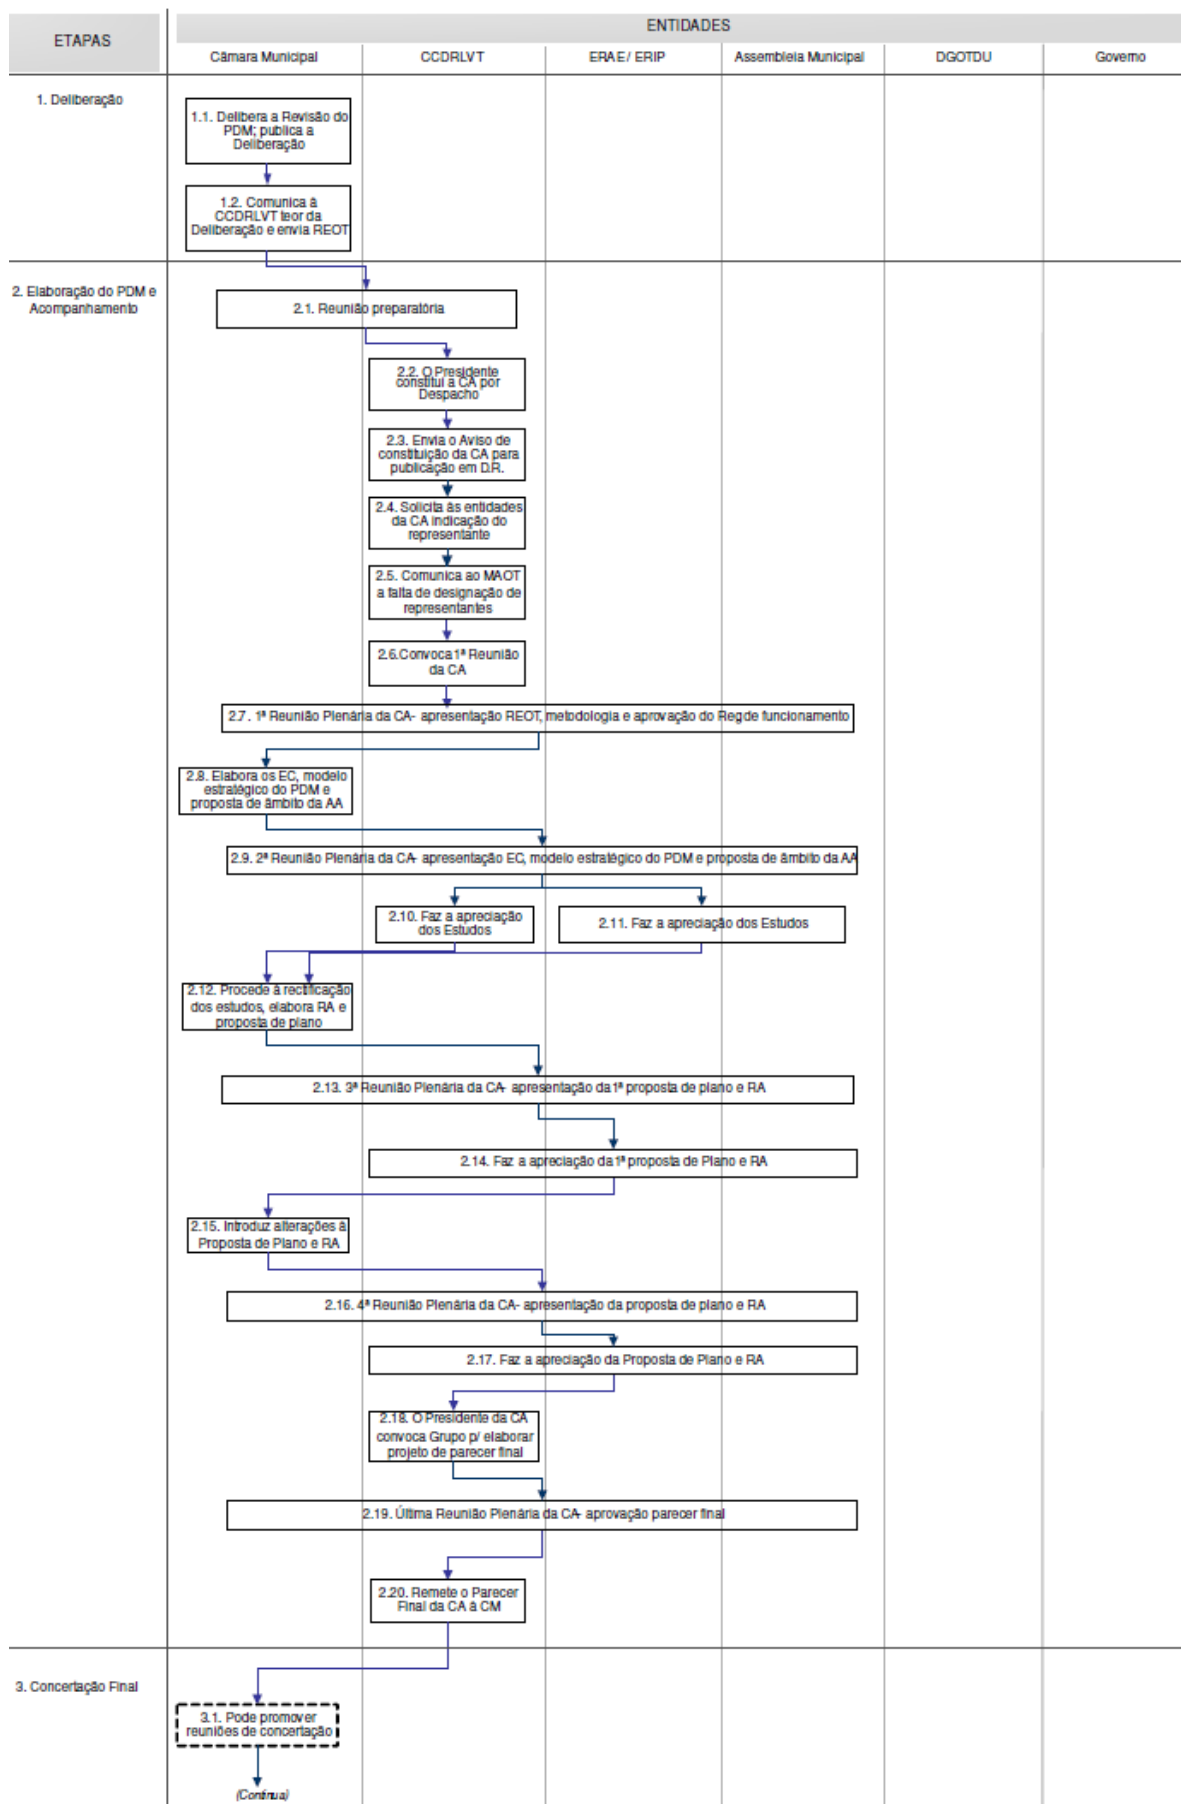 ETAPAS
ENTIDADES
Câmara Municipal
CCDRLVT
ERAE/ ERIP
Assembleia Municipal
DGOTDU
Governo
1. Deliberação
1.1. Delibera a Revisão do
PDM; publica a
Deliberação
1.2. Comunica à
CCDRLVT teor da
Deliberação e envia REOT
2. Elaboração do PDM e
Acompanhamento
2.1. Reunião preparatória
2.2. O Presidente
constitui a CA por
Despacho
2.3. Envia o Aviso de
constituição da CA para
publicação em D.R.
2.4. Solicita às entidades
da CA indicação do
representante
2.5. Comunica ao MAOT
a falta de designação de
representantes
2.6.Convoca 1ª Reunião
da CA
2.7. 1ª Reunião Plenária da CA- apresentação REOT, metodologia e aprovação do Reg de funcionamento
2.8. Elabora os EC, modelo
estratégico do PDM e
proposta de âmbito da AA
2.9. 2ª Reunião Plenária da CA- apresentação EC, modelo estratégico do PDM e proposta de âmbito da AA
2.10. Faz a apreciação
dos Estudos
2.11. Faz a apreciação dos Estudos
2.12. Procede à rectificação
dos estudos, elabora RA e
proposta de plano
2.13. 3ª Reunião Plenária da CA- apresentação da 1ª proposta de plano e RA
2.14. Faz a apreciação da 1ª proposta de Plano e RA
2.15. Introduz alterações à
Proposta de Plano e RA
2.16. 4ª Reunião Plenária da CA- apresentação da proposta de plano e RA
2.17. Faz a apreciação da Proposta de Plano e RA
2.18. O Presidente da CA
convoca Grupo p/ elaborar
projeto de parecer final
2.19. Última Reunião Plenária da CA- aprovação parecer final
2.20. Remete o Parecer
Final da CA à CM
3. Concertação Final
3.1. Pode promover
reuniões de concertação
(Continua)